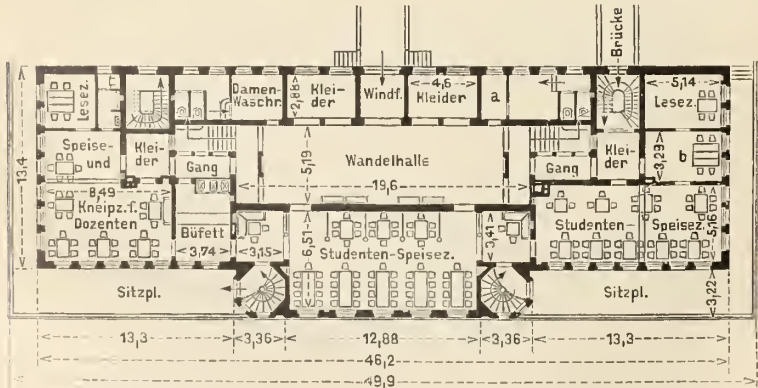 Brücke
Lesez.
Damen-
Waschr.
2,88
Klei-
der
Windf.
4,6
Kleider
a
5,14
Lesez.
13,4
Speise-
und
Klei-
der
Gang
5,19
Wandelhalle
19,6
Gang
Klei-
der
3,29
b
8,49
Kneipz. f.
Dozenten
Büfett
3,74
3,15
6,51
Studenten-Speisez.
3,41
Studenten-
Speisez.
5,16
Sitzpl.
Sitzpl.
3,22
13,3
3,36
12,88
3,36
13,3
46,2
49,9